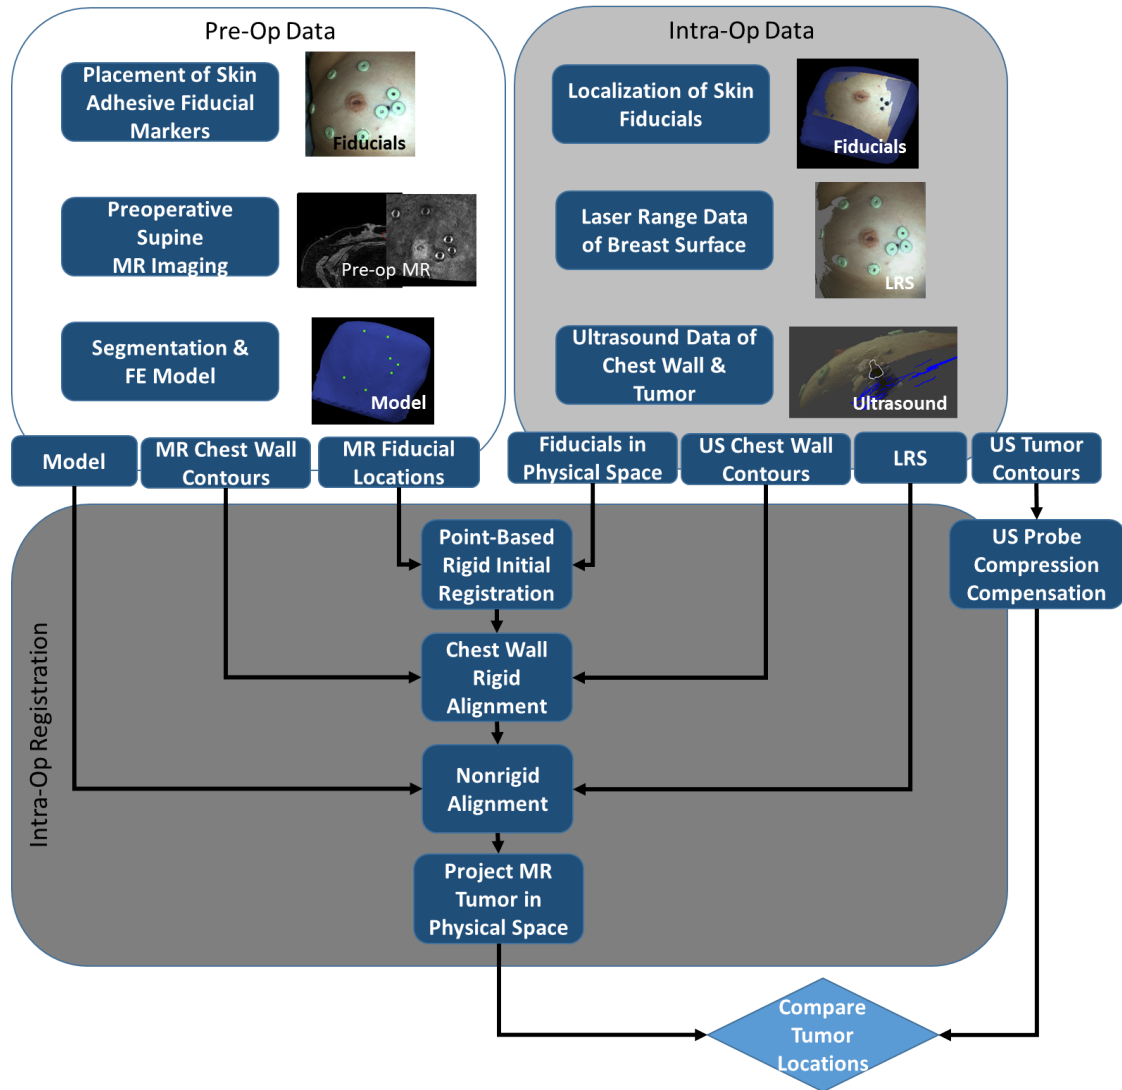 Pre-Op Data
Placement of Skin
Adhesive Fiducial
Markers
Fiducials
Preoperative
Supine
MR Imaging
Pre-op MR
Segmentation &
FE Model
Model
Intra-Op Data
Localization of Skin
Fiducials
Fiducials
Laser Range Data
of Breast Surface
LRS
Ultrasound Data of
Chest Wall &
Tumor
Ultrasound
Model
MR Chest Wall
Contours
MR Fiducial
Locations
Fiducials in
Physical Space
US Chest Wall
Contours
LRS
US Tumor
Contours
Intra-Op Registration
Point-Based
Rigid Initial
Registration
US Probe
Compression
Compensation
Chest Wall
Rigid
Alignment
Nonrigid
Alignment
Project MR
Tumor in
Physical Space
Compare
Tumor
Locations